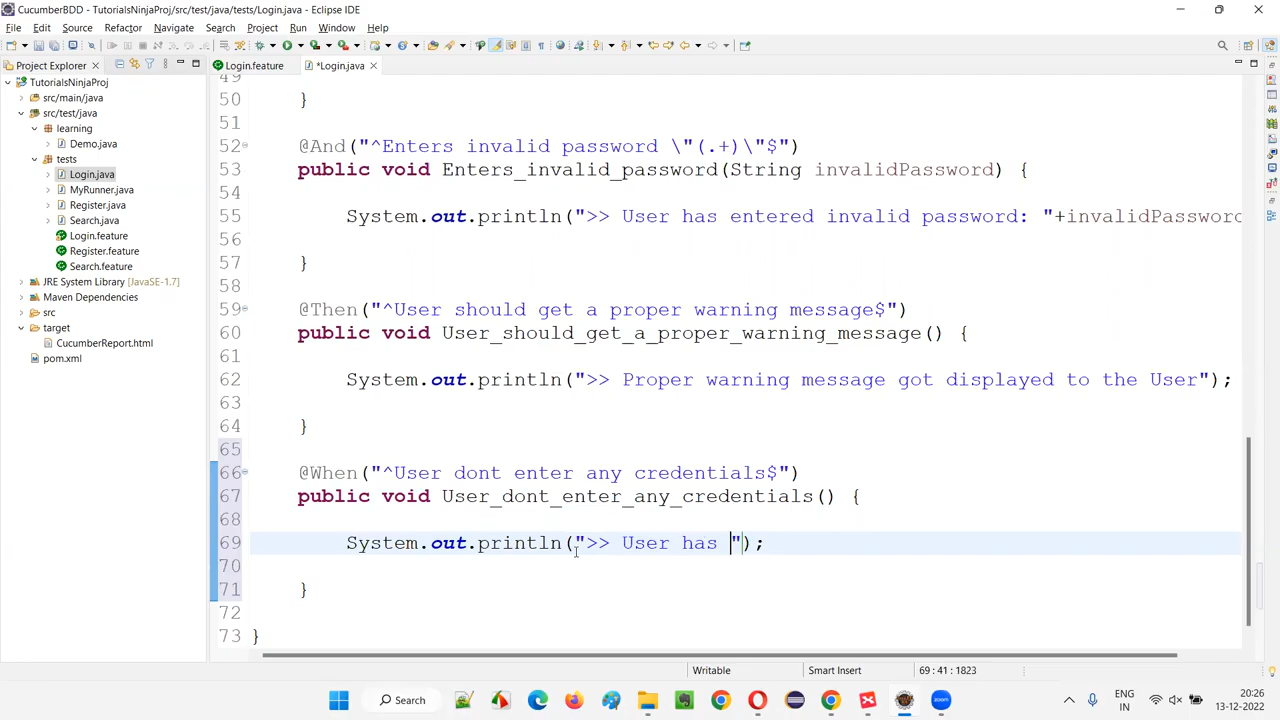 CucumberBDD - TutorialsNinjaProj/src/test/java/tests/Login.java - Eclipse IDE
File Edit Source Refactor Navigate Search Project Run Window Help
Project Explorer
Login.feature
*Login.java
TutorialsNinjaProj
src/main/java
src/test/java
learning
Demo.java
tests
Login.java
MyRunner.java
Register.java
Search.java
Login.feature
Register.feature
Search.feature
JRE System Library [JavaSE-1.7]
Maven Dependencies
src
target
CucumberReport.html
pom.xml
49
50 }
51
52 @And("^Enters invalid password \"(.+)\"$")
53 public void Enters_invalid_password(String invalidPassword) {
54
55 System.out.println(">> User has entered invalid password: "+invalidPassword
56
57 }
58
59 @Then("^User should get a proper warning message$")
60 public void User_should_get_a_proper_warning_message() {
61
62 System.out.println(">> Proper warning message got displayed to the User");
63
64 }
65
66 @When("^User dont enter any credentials$")
67 public void User_dont_enter_any_credentials() {
68
69 System.out.println(">> User has ");
70
71 }
72
73 }
Writable Smart Insert 69 : 41 : 1823
Search
ENG
IN
20:26
13-12-2022